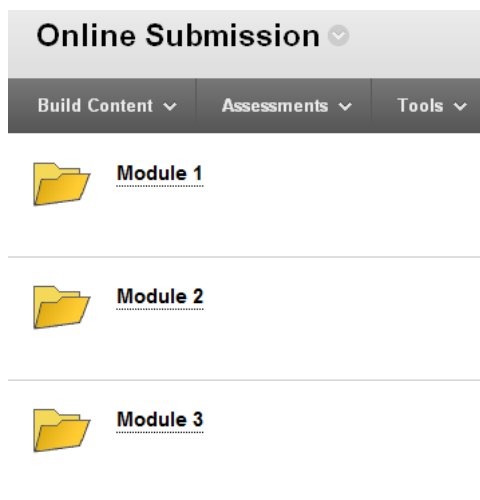 Online Submission
Build Content Assessments Tools
Module 1
Module 2
Module 3